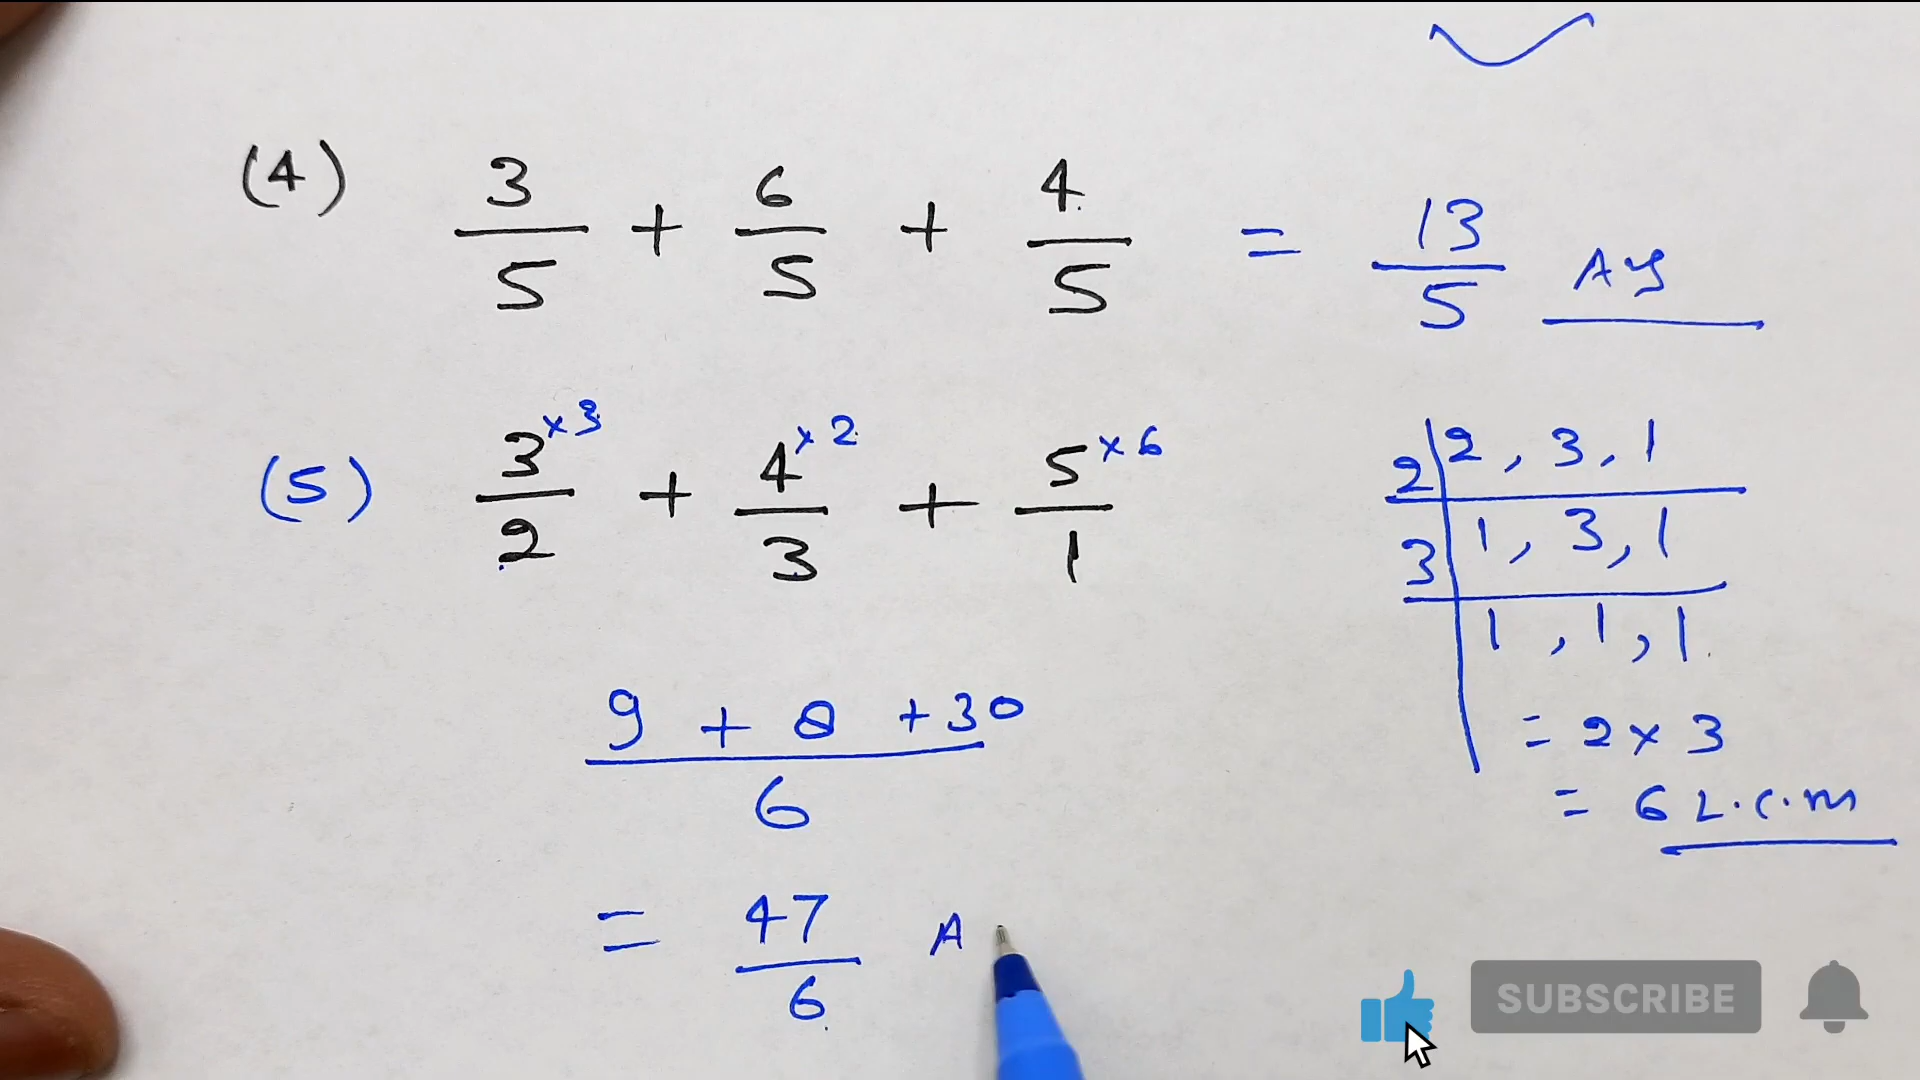 (4) 3/5 + 6/5 + 4/5 = 13/5 Ans
(5) 3×3/2 + 4×2/3 + 5×6/1
9 + 8 + 30 / 6
= 47/6 A
2 | 2, 3, 1
3 | 1, 3, 1
1, 1, 1
= 2 × 3
= 6 L.C.M
SUBSCRIBE